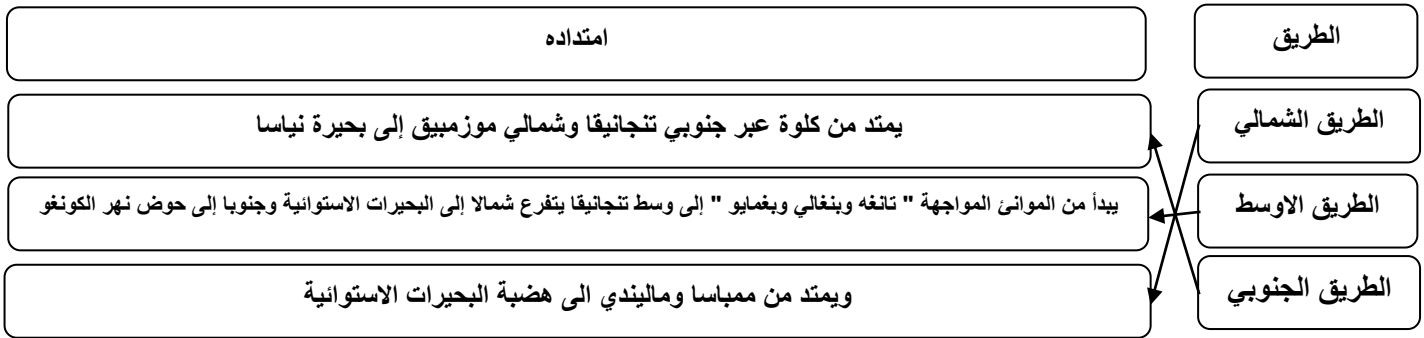 الطريق
امتداده
الطريق الشمالي
يمتد من كلوة عبر جنوبي تنجانيقا وشمالي موزمبيق إلى بحيرة نياسا
الطريق الاوسط
يبدأ من الموانئ المواجهة " تانغه وبنغالي وبغمايو " إلى وسط تنجانيقا يتفرع شمالا إلى البحيرات الاستوائية وجنوبا إلى حوض نهر الكونغو
الطريق الجنوبي
ويمتد من ممباسا وماليندي الى هضبة البحيرات الاستوائية